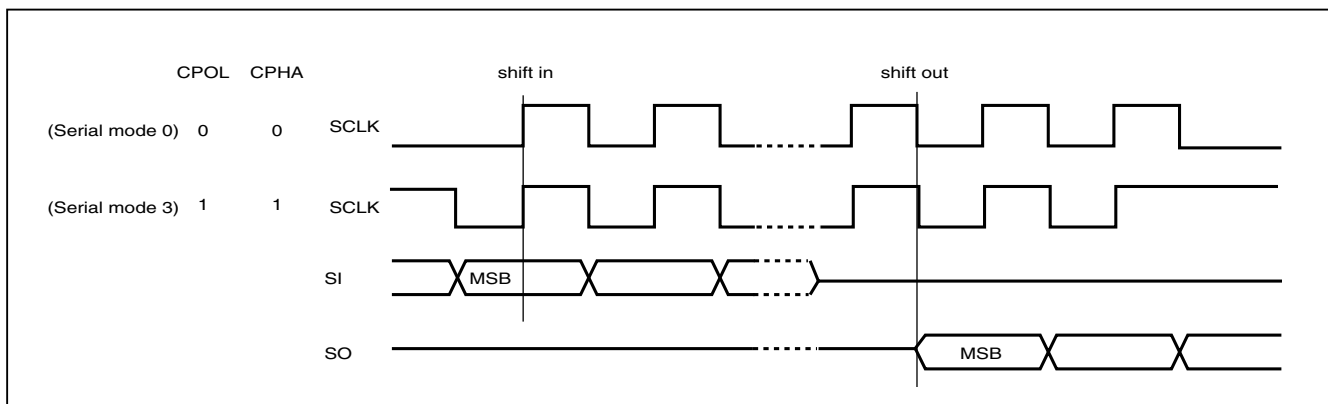 CPOL CPHA shift in shift out
(Serial mode 0) 0 0 SCLK
(Serial mode 3) 1 1 SCLK
SI MSB
SO MSB